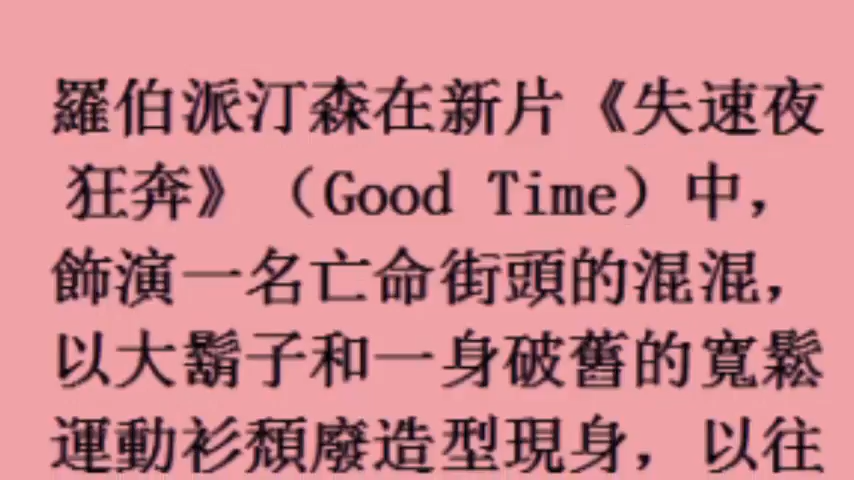 羅伯派汀森在新片《失速夜
狂奔》（Good Time）中，
飾演一名亡命街頭的混混，
以大鬍子和一身破舊的寬鬆
運動衫頹廢造型現身，以往